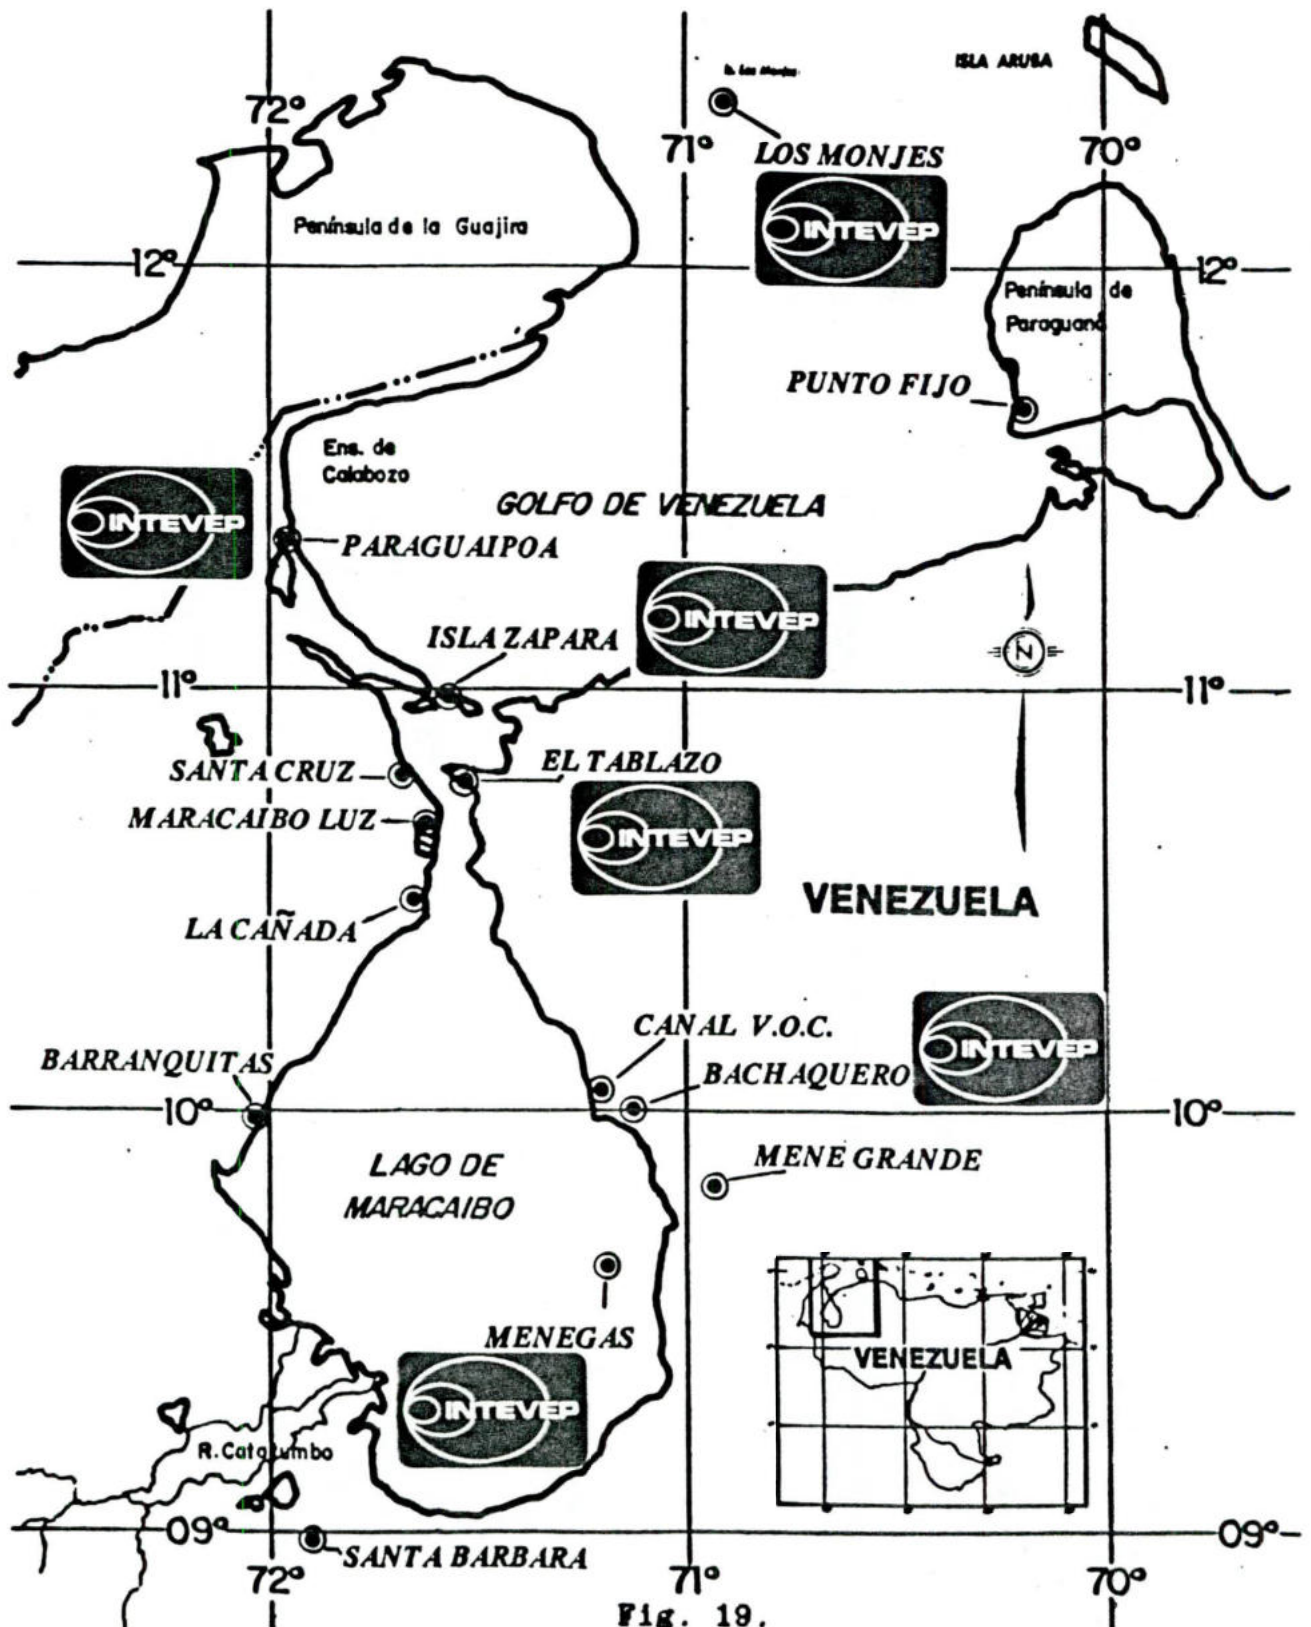 Is. Los Monjes
ISLA ARUBA
72°
71°
70°
LOS MONJES
INTEVEP
Península de la Guajira
12°
12°
Península de
Paraguaná
PUNTO FIJO
Ens. de
Calabozo
GOLFO DE VENEZUELA
INTEVEP
PARAGUAIPOA
INTEVEP
ISLA ZAPARA
N
11°
11°
SANTA CRUZ
EL TABLAZO
MARACAIBO LUZ
INTEVEP
VENEZUELA
LA CAÑADA
CANAL V.O.C.
INTEVEP
BARRANQUITAS
BACHAQUERO
10°
10°
MENE GRANDE
LAGO DE
MARACAIBO
MENEGAS
VENEZUELA
INTEVEP
R. Catatumbo
09°
09°
SANTA BARBARA
72°
71°
70°
Fig. 19.